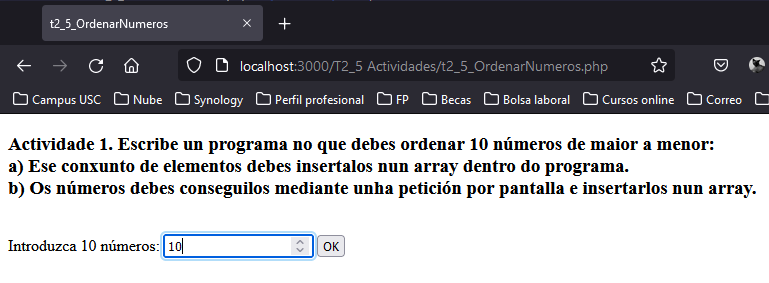 t2_5_OrdenarNumeros
localhost:3000/T2_5 Actividades/t2_5_OrdenarNumeros.php
Campus USC Nube Synology Perfil profesional FP Becas Bolsa laboral Cursos online Correo
Actividade 1. Escribe un programa no que debes ordenar 10 números de maior a menor:
a) Ese conxunto de elementos debes insertalos nun array dentro do programa.
b) Os números debes conseguilos mediante unha petición por pantalla e insertarlos nun array.
Introduzca 10 números: 10 OK